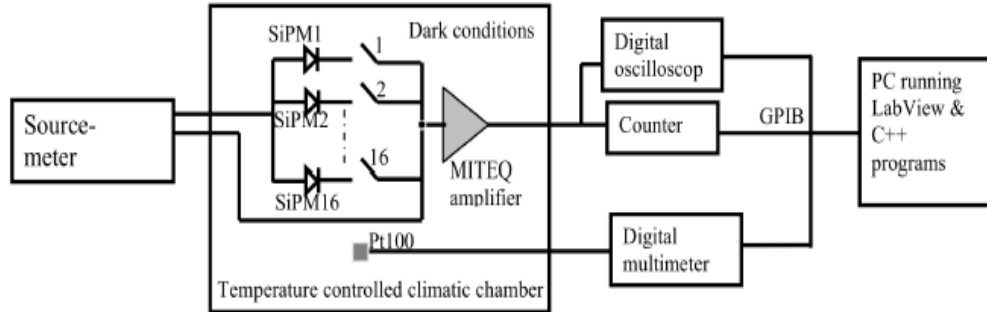 SiPM1
1
Dark conditions
Digital
oscilloscop
PC running
LabView &
C++
programs
Source-
meter
SiPM2
2
Counter
GPIB
SiPM16
16
MITEQ
amplifier
Pt100
Digital
multimeter
Temperature controlled climatic chamber